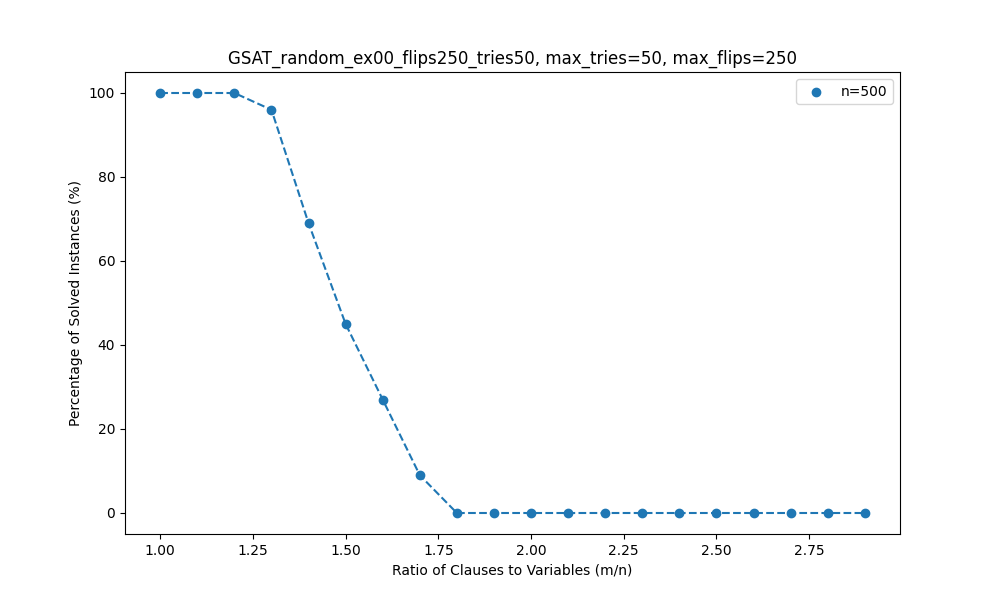 GSAT_random_ex00_flips250_tries50, max_tries=50, max_flips=250
n=500
100
80
60
40
20
0
Percentage of Solved Instances (%)
1.00 1.25 1.50 1.75 2.00 2.25 2.50 2.75
Ratio of Clauses to Variables (m/n)